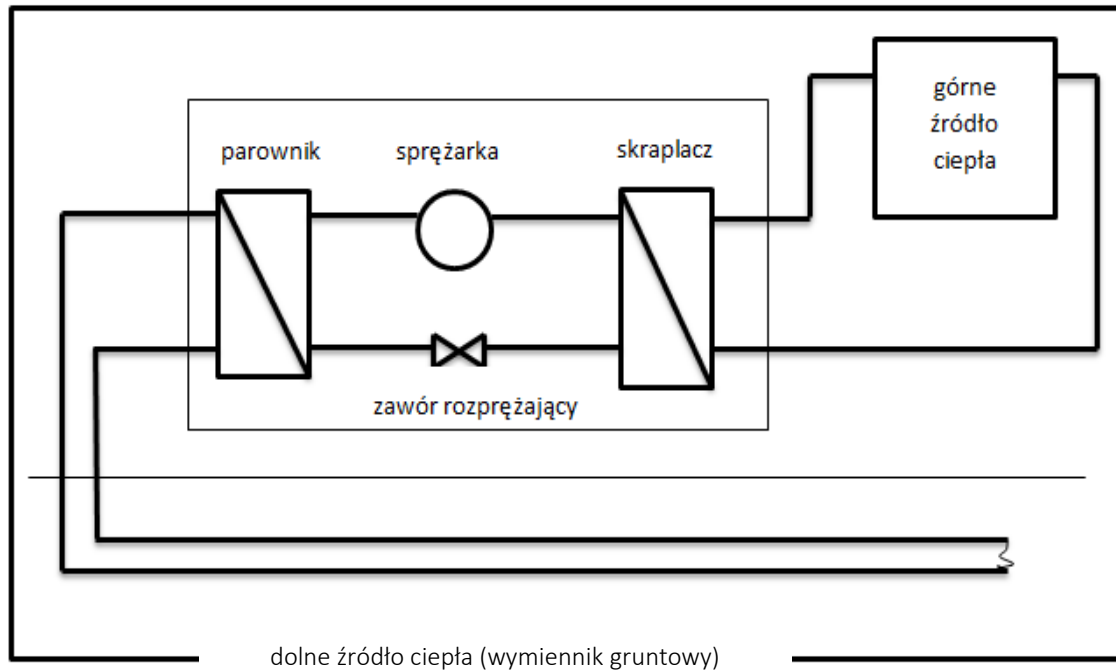 górne
źródło
ciepła
parownik
sprężarka
skraplacz
zawór rozprężający
dolne źródło ciepła (wymiennik gruntowy)